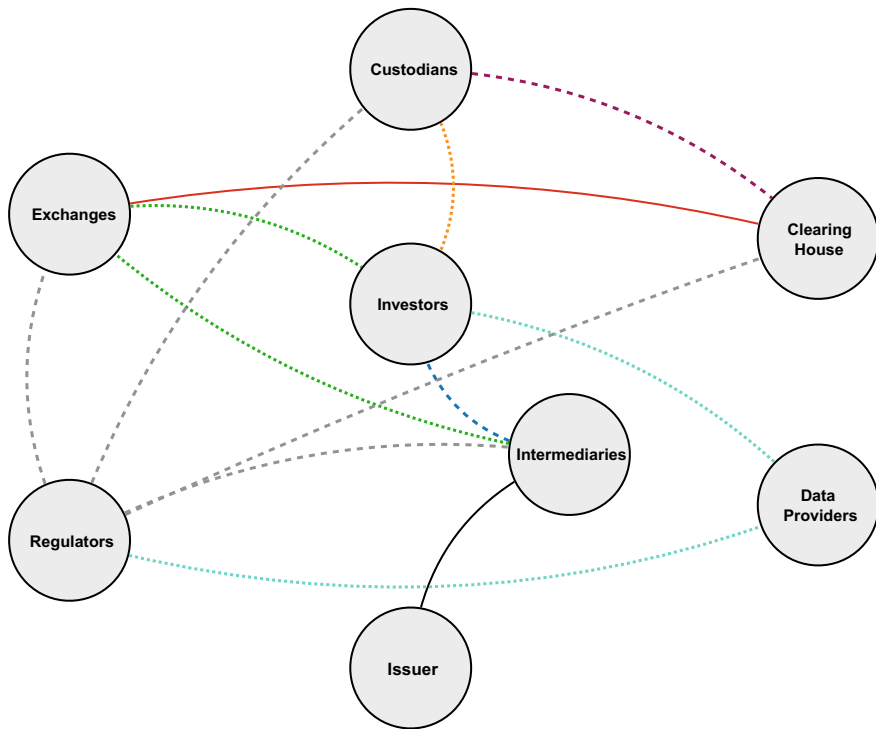 Custodians
Exchanges
Clearing
House
Investors
Intermediaries
Data
Providers
Regulators
Issuer